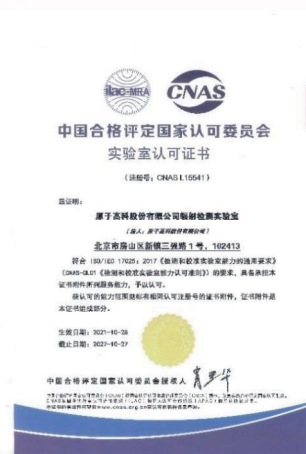 ilac-MRA
CNAS
中国合格评定国家认可委员会
实验室认可证书
(注册号：CNAS L15541)
兹证明：
原子高科股份有限公司辐射检测实验室
(法人：原子高科股份有限公司)
北京市房山区新镇三强路1号，102413
符合 ISO/IEC 17025：2017《检测和校准实验室能力的通用要求》
(CNAS-CL01《检测和校准实验室能力认可准则》)的要求，具备承担本
证书附件所列服务能力，予以认可。
获认可的能力范围见标有相同认可注册号的证书附件，证书附件是
本证书组成部分。
生效日期：2021-10-28
截止日期：2027-10-27
中国合格评定国家认可委员会授权人